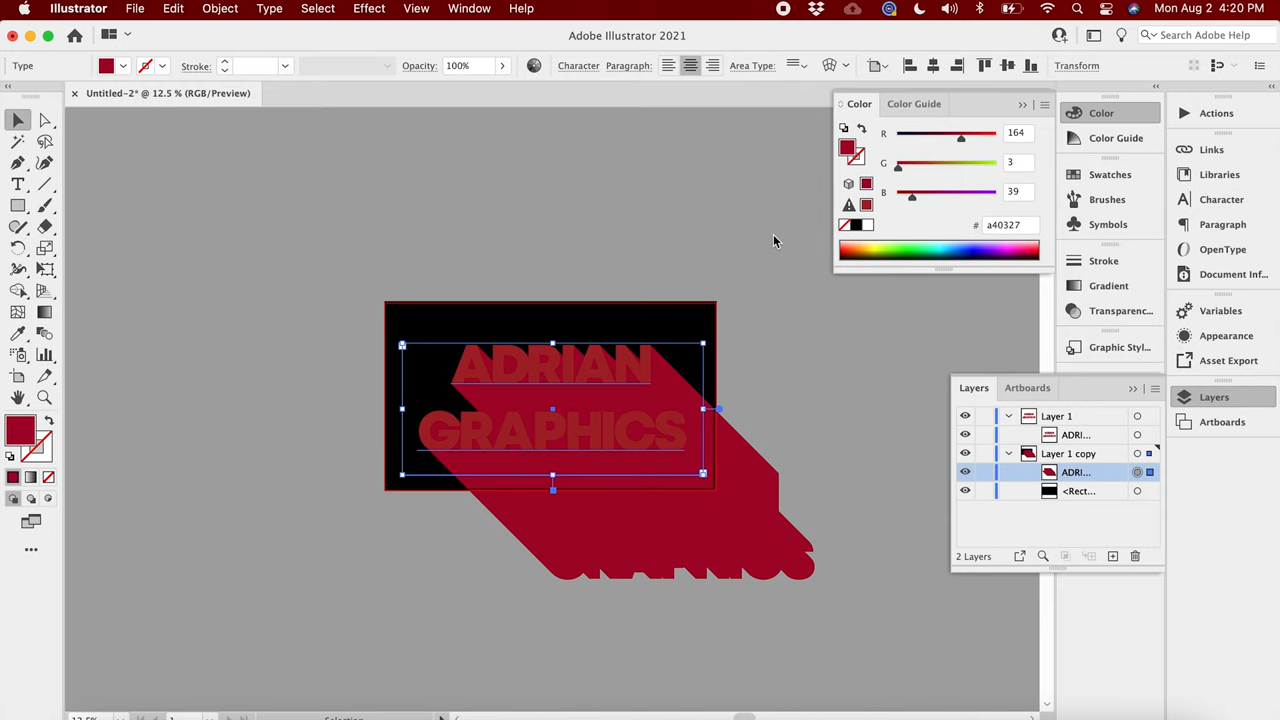 Illustrator File Edit Object Type Select Effect View Window Help Mon Aug 2 4:20 PM
Adobe Illustrator 2021
Search Adobe Help
Type Stroke: Opacity: 100% Character Paragraph: Area Type: Transform
× Untitled-2* @ 12.5 % (RGB/Preview)
Color Color Guide
R 164
G 3
B 39
# a40327
Color
Color Guide
Swatches
Brushes
Symbols
Stroke
Gradient
Transparenc...
Graphic Styl...
Actions
Links
Libraries
Character
Paragraph
OpenType
Document Inf...
Variables
Appearance
Asset Export
Layers
Artboards
ADRIAN
GRAPHICS
Layers Artboards
Layer 1
ADRI...
Layer 1 copy
ADRI...
<Rect...
2 Layers
12.5% 1 Selection